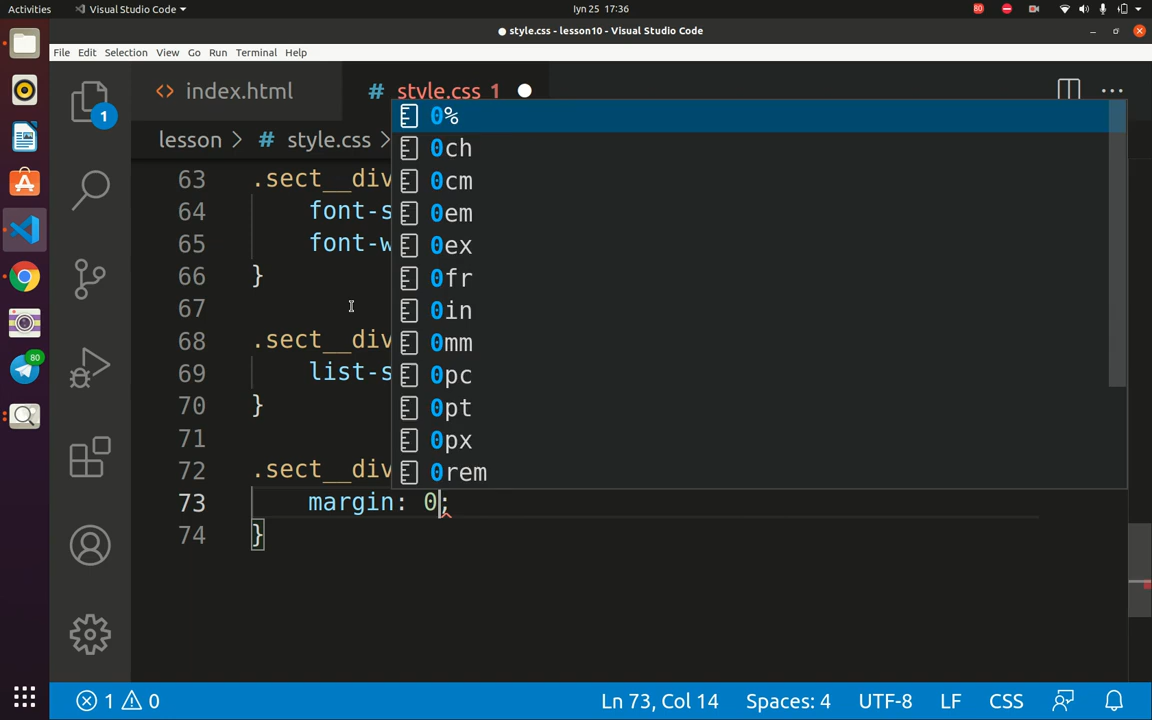 Activities
Visual Studio Code
Iyn 25 17:36
80
● style.css - lesson10 - Visual Studio Code
File Edit Selection View Go Run Terminal Help
<> index.html
# style.css 1
1
lesson > # style.css >
63 .sect__div
64 font-s
65 font-w
66 }
67
68 .sect__div
69 list-s
70 }
71
72 .sect__div
73 margin: 0;
74 }
0%
0ch
0cm
0em
0ex
0fr
0in
0mm
0pc
0pt
0px
0rem
80
1 0
Ln 73, Col 14
Spaces: 4
UTF-8
LF
CSS